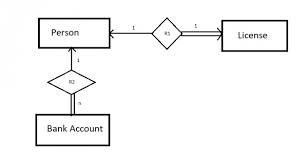 Person
1
R1
1
License
1
R2
n
Bank Account